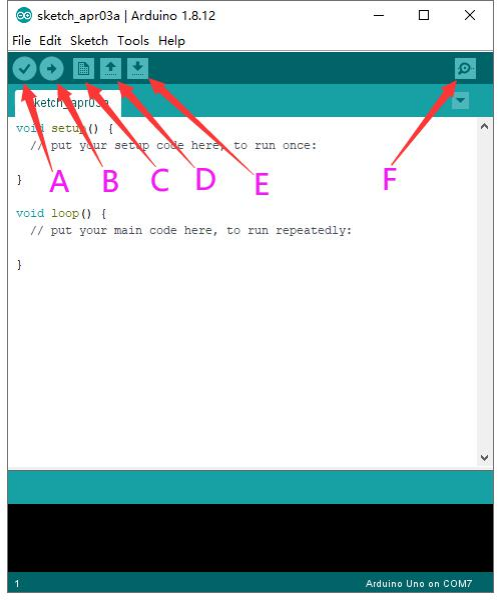 sketch_apr03a | Arduino 1.8.12
File Edit Sketch Tools Help
sketch_apr03a
void setup() {
// put your setup code here, to run once:
}
A B C D E F
void loop() {
// put your main code here, to run repeatedly:
}
1 Arduino Uno on COM7